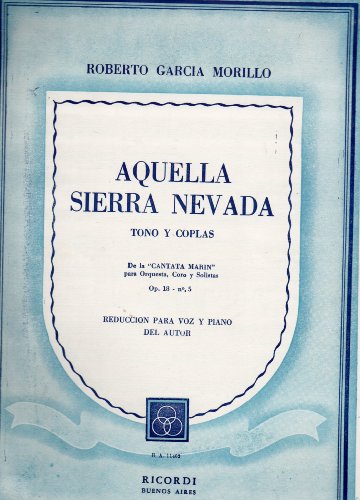 ROBERTO GARCIA MORILLO
AQUELLA
SIERRA NEVADA
TONO Y COPLAS
De la "CANTATA MARIN"
para Orquesta, Coro y Solistas
Op. 18 - nº. 5
REDUCCION PARA VOZ Y PIANO
DEL AUTOR
B. A.
RICORDI
BUENOS AIRES